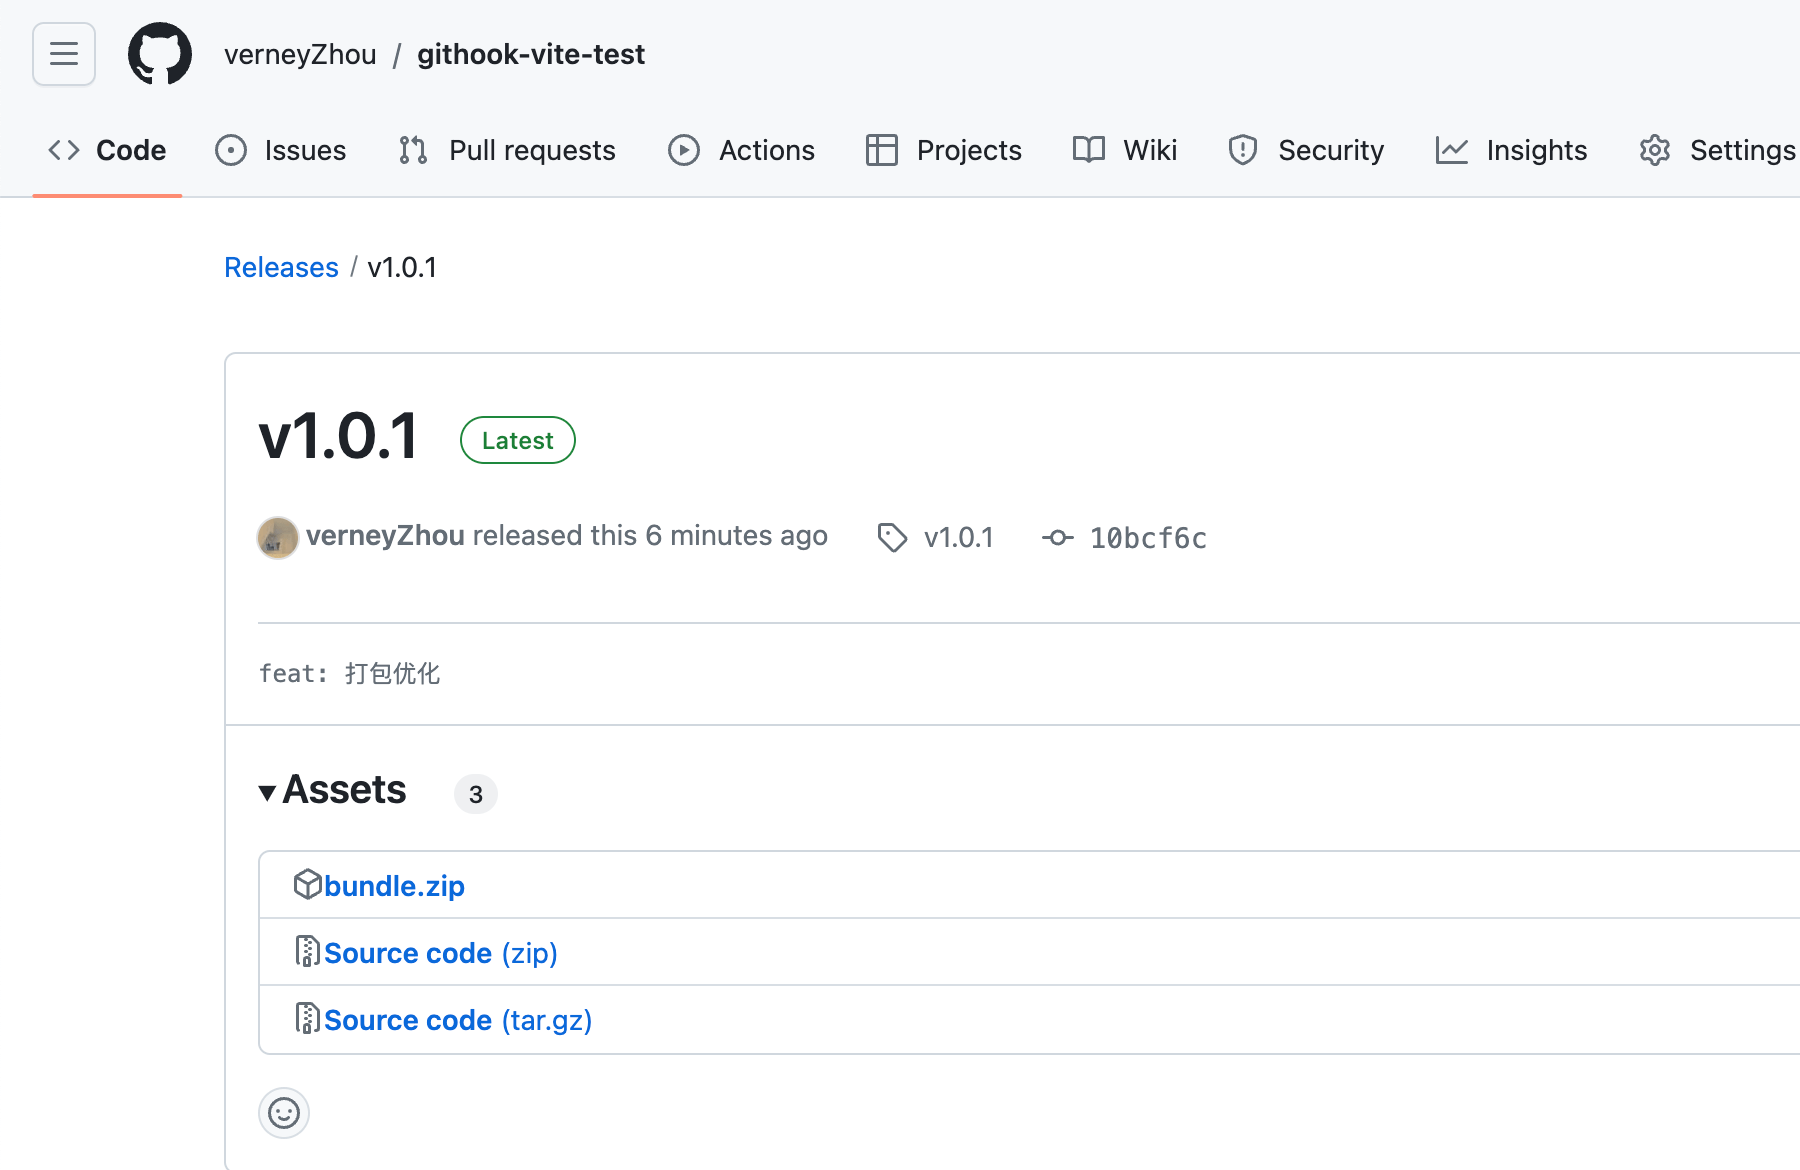 verneyZhou / githook-vite-test
Code Issues Pull requests Actions Projects Wiki Security Insights Settings
Releases / v1.0.1
v1.0.1 Latest
verneyZhou released this 6 minutes ago v1.0.1 10bcf6c
feat: 打包优化
Assets 3
bundle.zip
Source code (zip)
Source code (tar.gz)